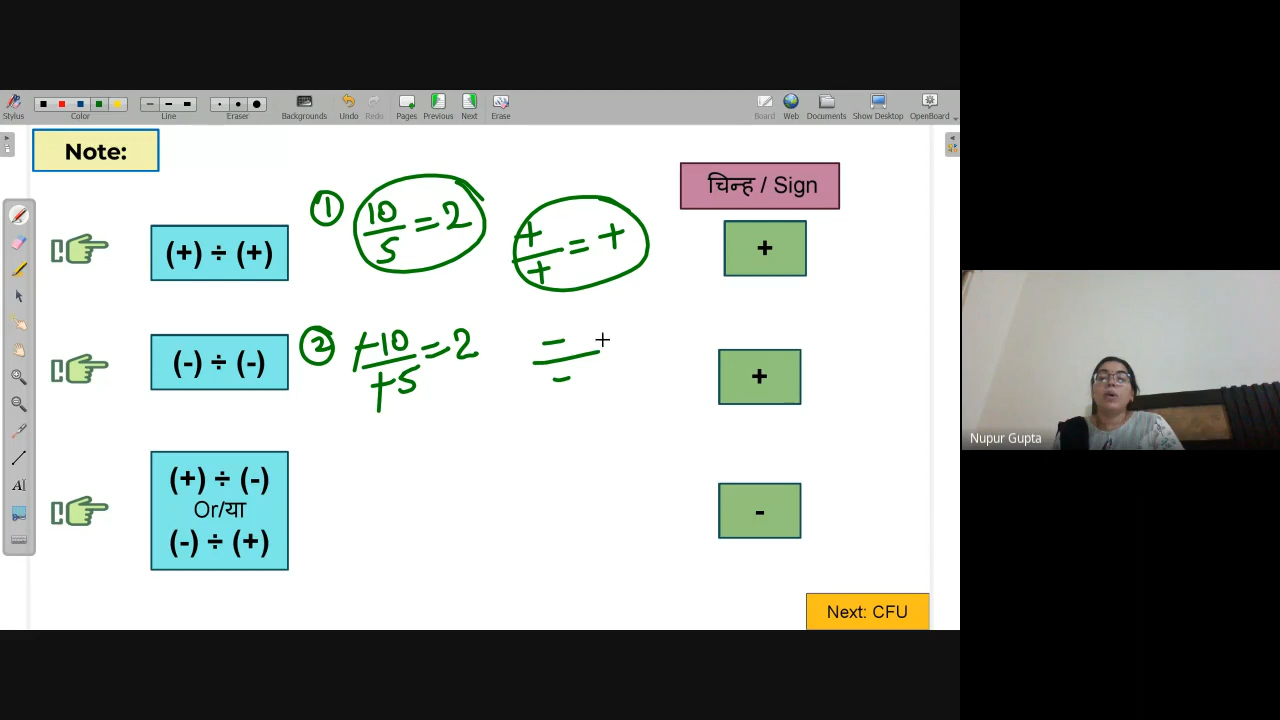 Stylus
Color
Line
Eraser
Backgrounds
Undo
Redo
Pages
Previous
Next
Erase
Board
Web
Documents
Show Desktop
OpenBoard
Note:
चिन्ह / Sign
(+) ÷ (+)
① 10/5 = 2
+/+ = +
+
(-) ÷ (-)
② -10/-5 = 2
-/-
+
(+) ÷ (-)
Or/या
(-) ÷ (+)
-
Next: CFU
Nupur Gupta